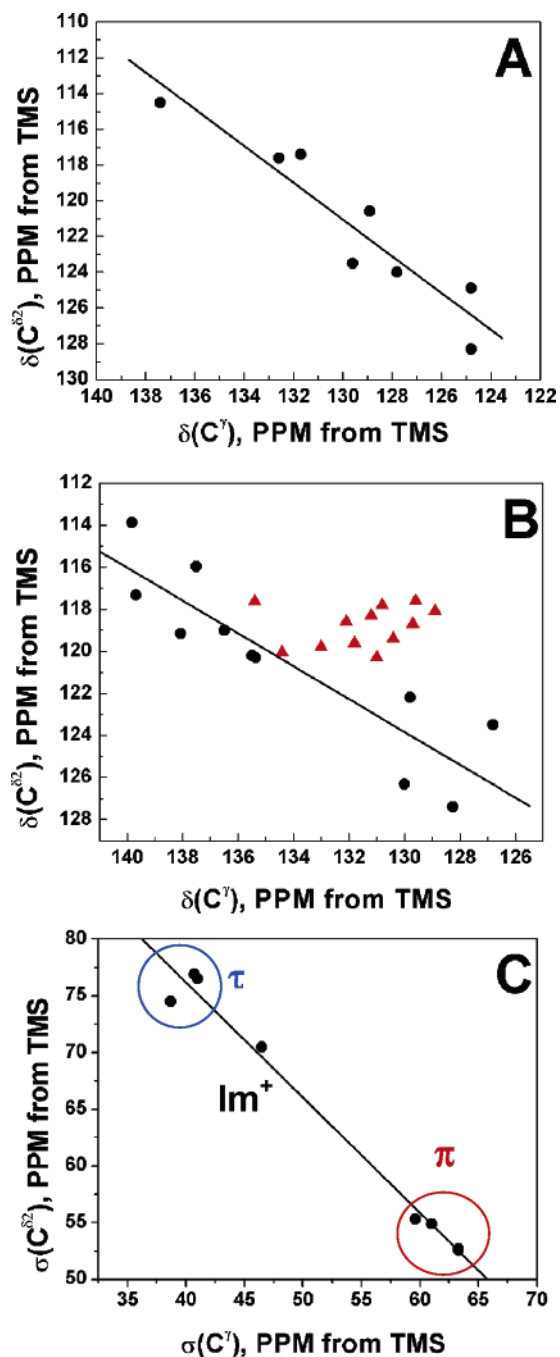 A
110
112
114
116
118
120
122
124
126
128
130
δ(C^δ2), PPM from TMS
140 138 136 134 132 130 128 126 124 122
δ(C^γ), PPM from TMS
B
112
114
116
118
120
122
124
126
128
δ(C^δ2), PPM from TMS
140 138 136 134 132 130 128 126
δ(C^γ), PPM from TMS
C
80
75
70
65
60
55
50
σ(C^δ2), PPM from TMS
τ
Im⁺
π
35 40 45 50 55 60 65 70
σ(C^γ), PPM from TMS